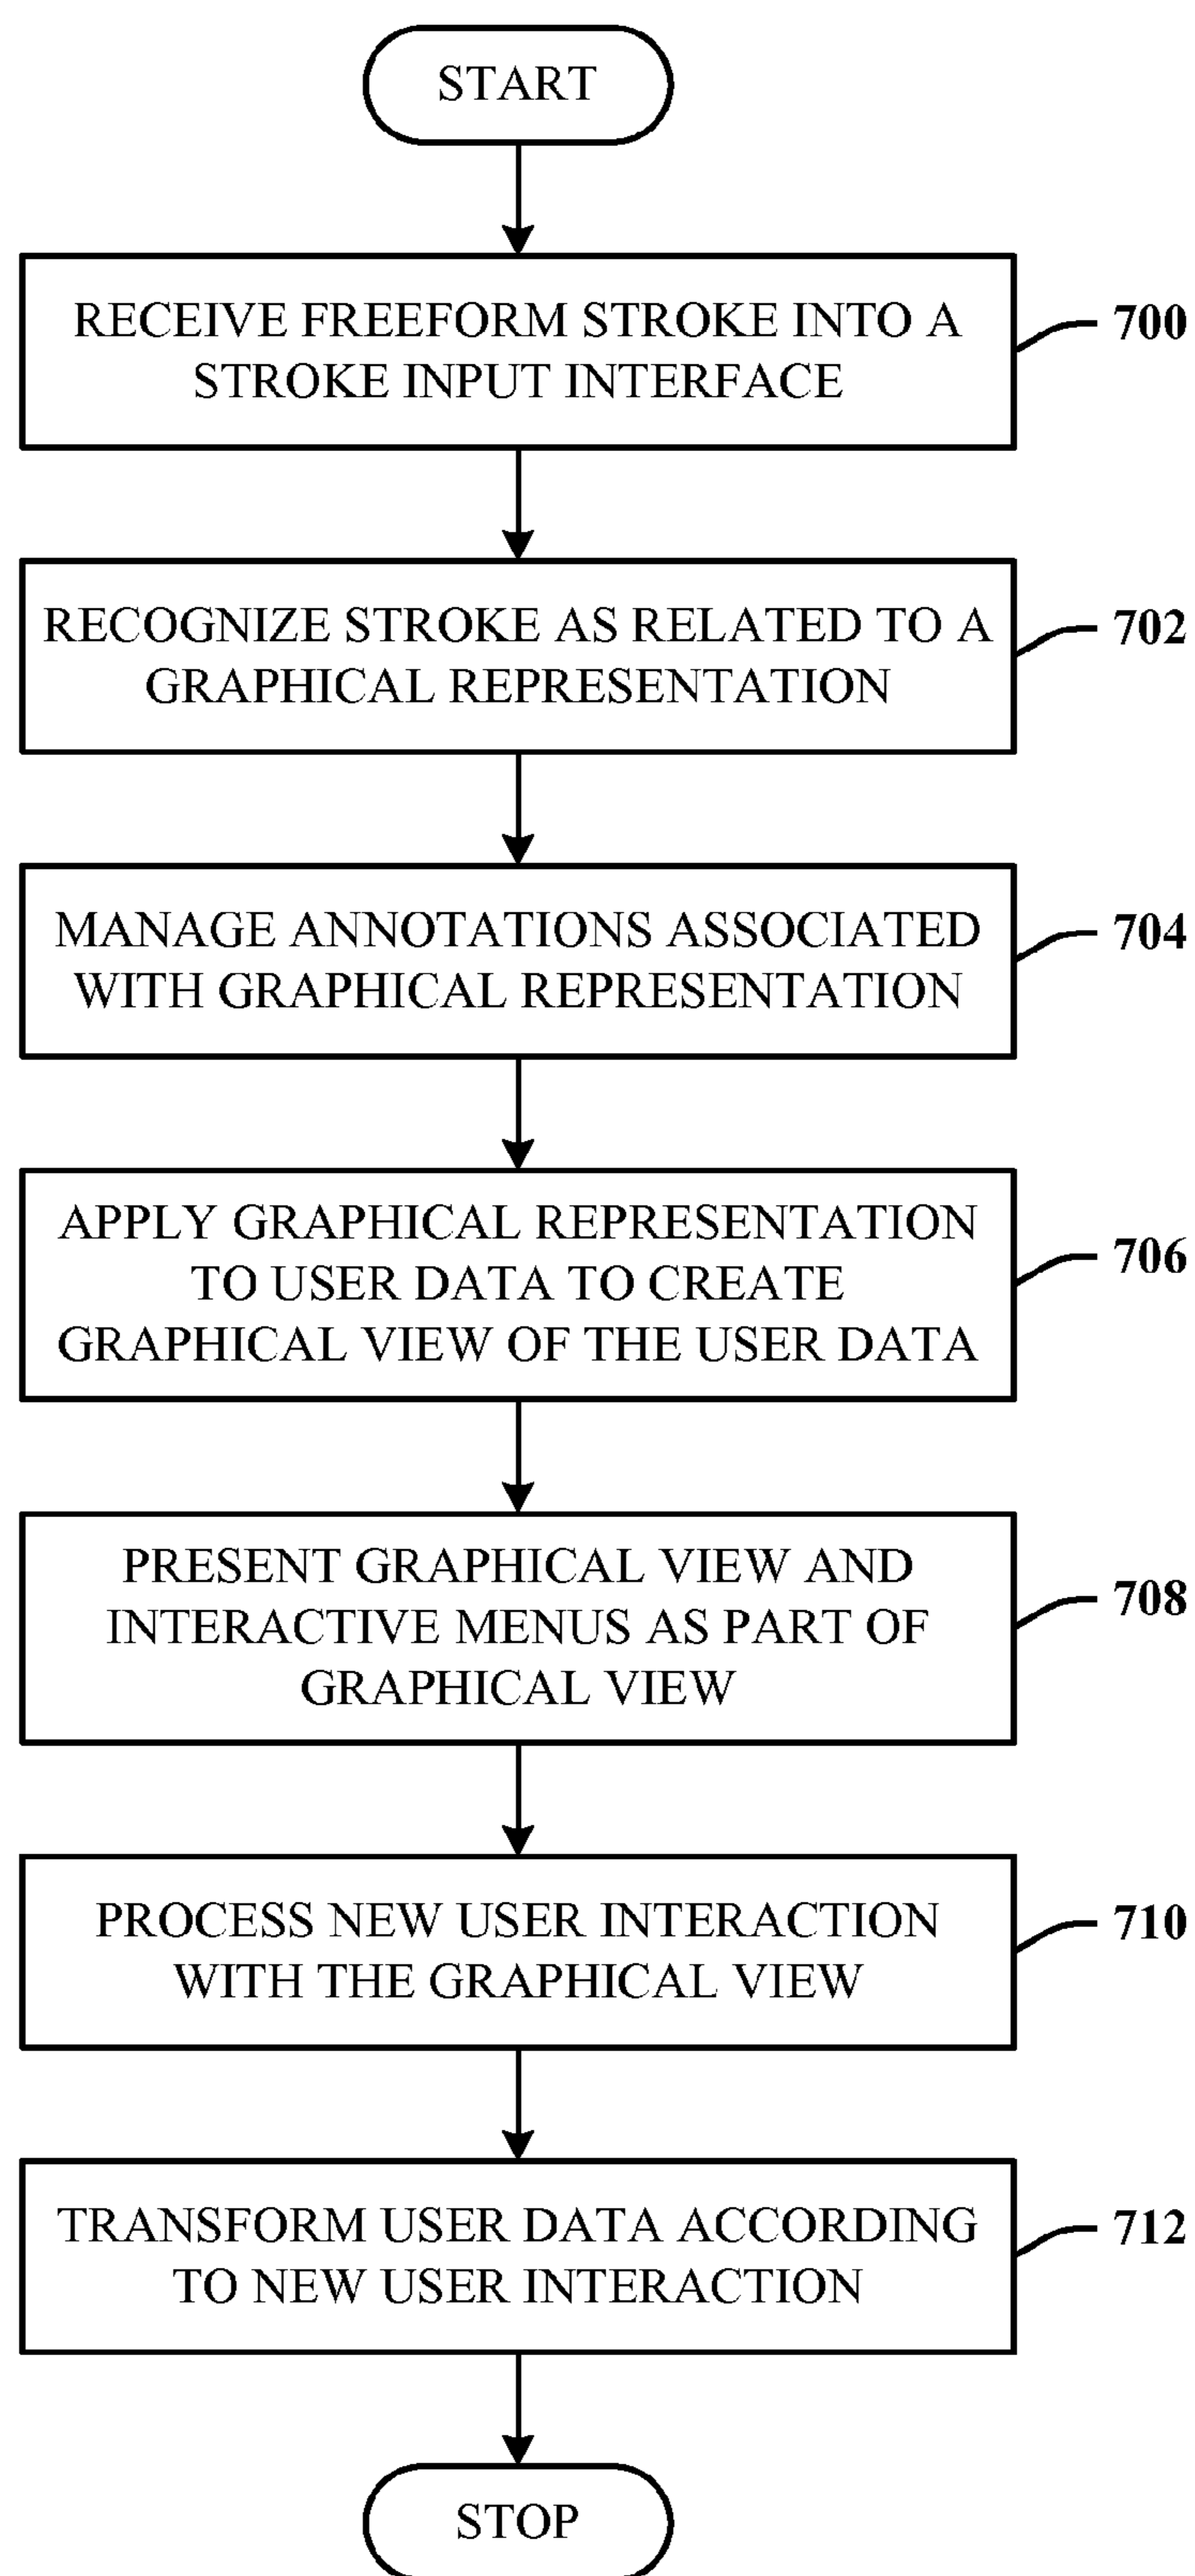 START
RECEIVE FREEFORM STROKE INTO A
STROKE INPUT INTERFACE
700
RECOGNIZE STROKE AS RELATED TO A
GRAPHICAL REPRESENTATION
702
MANAGE ANNOTATIONS ASSOCIATED
WITH GRAPHICAL REPRESENTATION
704
APPLY GRAPHICAL REPRESENTATION
TO USER DATA TO CREATE
GRAPHICAL VIEW OF THE USER DATA
706
PRESENT GRAPHICAL VIEW AND
INTERACTIVE MENUS AS PART OF
GRAPHICAL VIEW
708
PROCESS NEW USER INTERACTION
WITH THE GRAPHICAL VIEW
710
TRANSFORM USER DATA ACCORDING
TO NEW USER INTERACTION
712
STOP